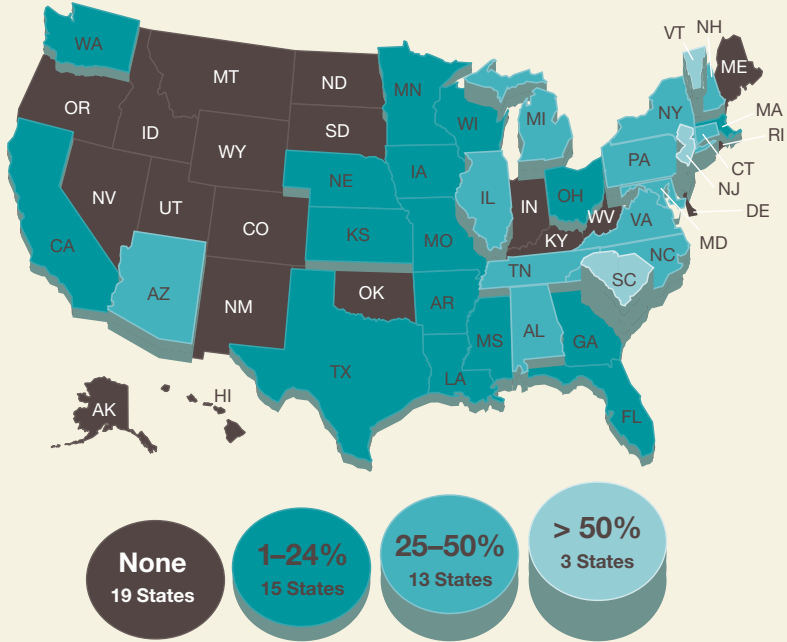 WA
MT
ND
MN
VT
NH
ME
OR
ID
WY
SD
WI
MI
NY
MA
RI
CT
NJ
DE
MD
NV
UT
CO
NE
IA
IL
IN
OH
PA
WV
VA
CA
KS
MO
KY
AZ
NM
OK
AR
TN
NC
SC
TX
LA
MS
AL
GA
FL
AK
HI
None
19 States
1–24%
15 States
25–50%
13 States
> 50%
3 States